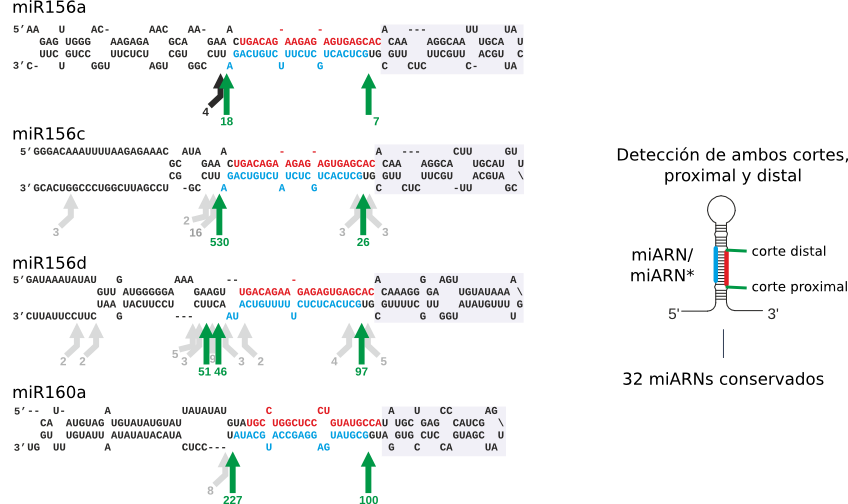 miR156a
5’AA U AC- AAC AA- A - - A --- UU UA
GAG UGGG AAGAGA GCA GAA CUGACAG AAGAG AGUGAGCAC CAA AGGCAA UGCA U
UUC GUCC UUCUCU CGU CUU GACUGUC UUCUC UCACUCGUG GUU UUCGUU ACGU C
3’C- U GGU AGU GGC A U G C CUC C- UA
4
18
7
miR156c
5’GGGACAAAUUUUAAGAGAAAC AUA A - - A --- CUU GU
GC GAA CUGACAGA AGAG AGUGAGCAC CAA AGGCA UGCAU U
CG CUU GACUGUCU UCUC UCACUCGUG GUU UUCGU ACGUA \
3’GCACUGGCCCUGGCUUAGCCU -GC A A G C CUC -UU GC
3
2
16
530
3
26
3
miR156d
5’GAUAAAUAUAU G AAA -- - A G AGU A
GUU AUGGGGGA GAAGU UGACAGAA GAGAGUGAGCAC CAAAGG GA UGUAUAAA \
UAA UACUUCCU CUUCA ACUGUUUU CUCUCACUCGUG GUUUUC UU AUAUGUUU G
3’CUUAUUCCUUC G --- AU U C G GGU U
2
2
5
3
51
9
46
3
2
4
97
5
miR160a
5’-- U- A UAUAUAU C CU A U CC AG
CA AUGUAG UGUAUAUGUAU GUAUGC UGGCUCC GUAUGCCAU UGC GAG CAUCG \
GU UGUAUU AUAUAUACAUA UAUACG ACCGAGG UAUGCGGUA GUG CUC GUAGC U
3’UG UU A CUCC--- U AG G C CA UA
8
227
100
Detección de ambos cortes,
proximal y distal
miARN/
miARN*
corte distal
corte proximal
5'
3'
32 miARNs conservados